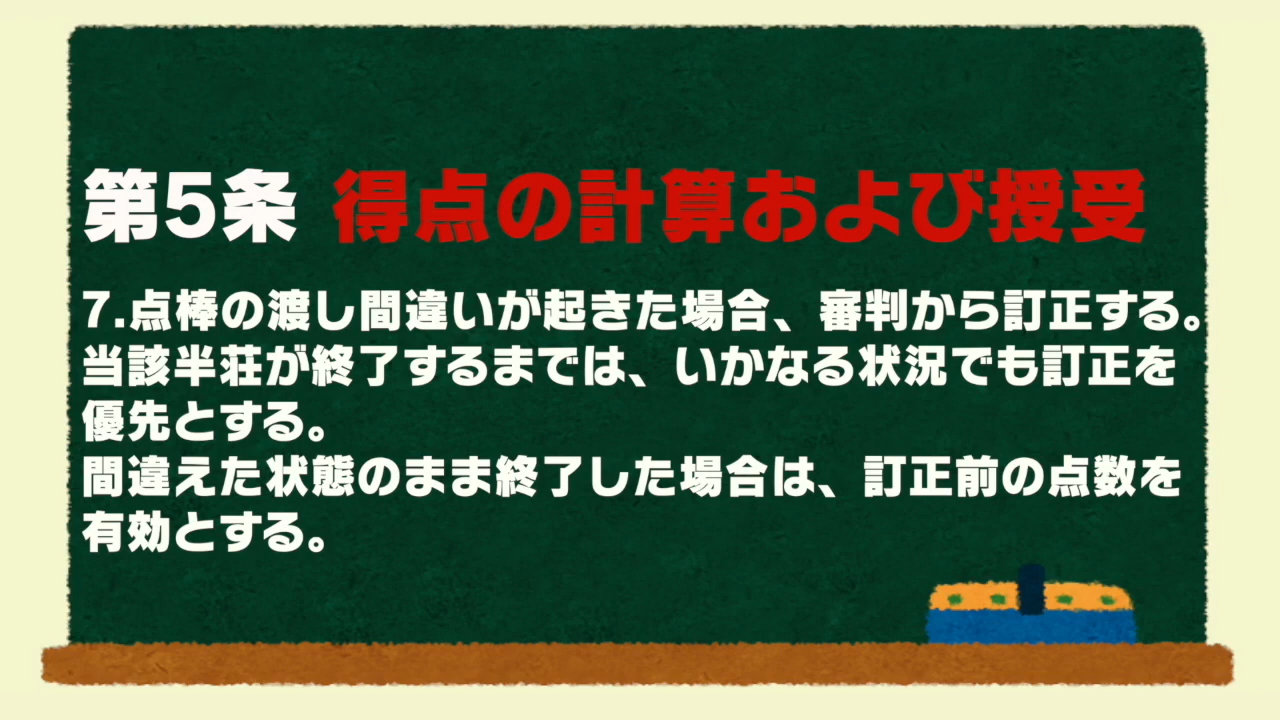 第5条 得点の計算および授受
7.点棒の渡し間違いが起きた場合、審判から訂正する。
当該半荘が終了するまでは、いかなる状況でも訂正を
優先とする。
間違えた状態のまま終了した場合は、訂正前の点数を
有効とする。